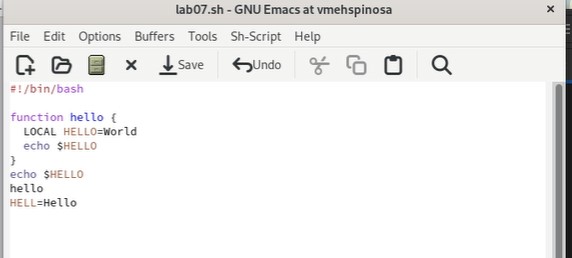 lab07.sh - GNU Emacs at vmehspinosa
File Edit Options Buffers Tools Sh-Script Help
Save Undo
#!/bin/bash
function hello {
LOCAL HELLO=World
echo $HELLO
}
echo $HELLO
hello
HELL=Hello